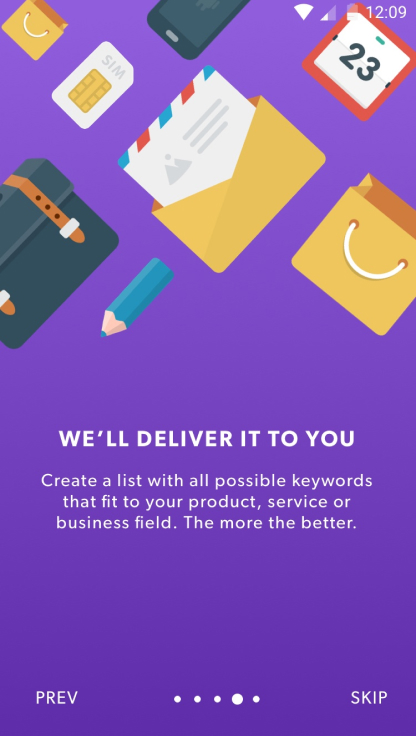 12:09
SIM
23
WE'LL DELIVER IT TO YOU
Create a list with all possible keywords
that fit to your product, service or
business field. The more the better.
PREV
SKIP